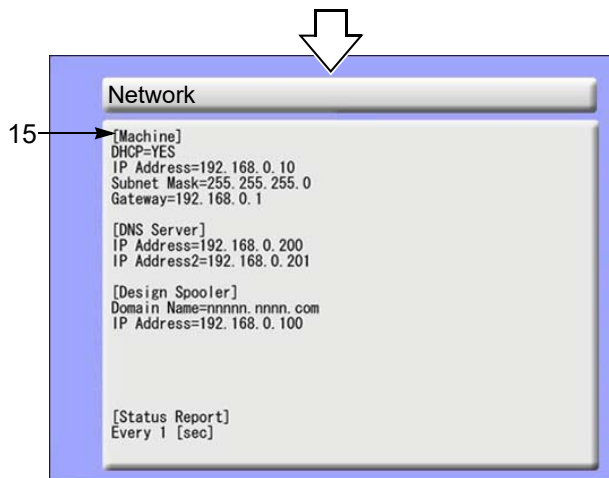 Network
15
[Machine]
DHCP=YES
IP Address=192.168.0.10
Subnet Mask=255.255.255.0
Gateway=192.168.0.1
[DNS Server]
IP Address=192.168.0.200
IP Address2=192.168.0.201
[Design Spooler]
Domain Name=nnnnn.nnnn.com
IP Address=192.168.0.100
[Status Report]
Every 1 [sec]